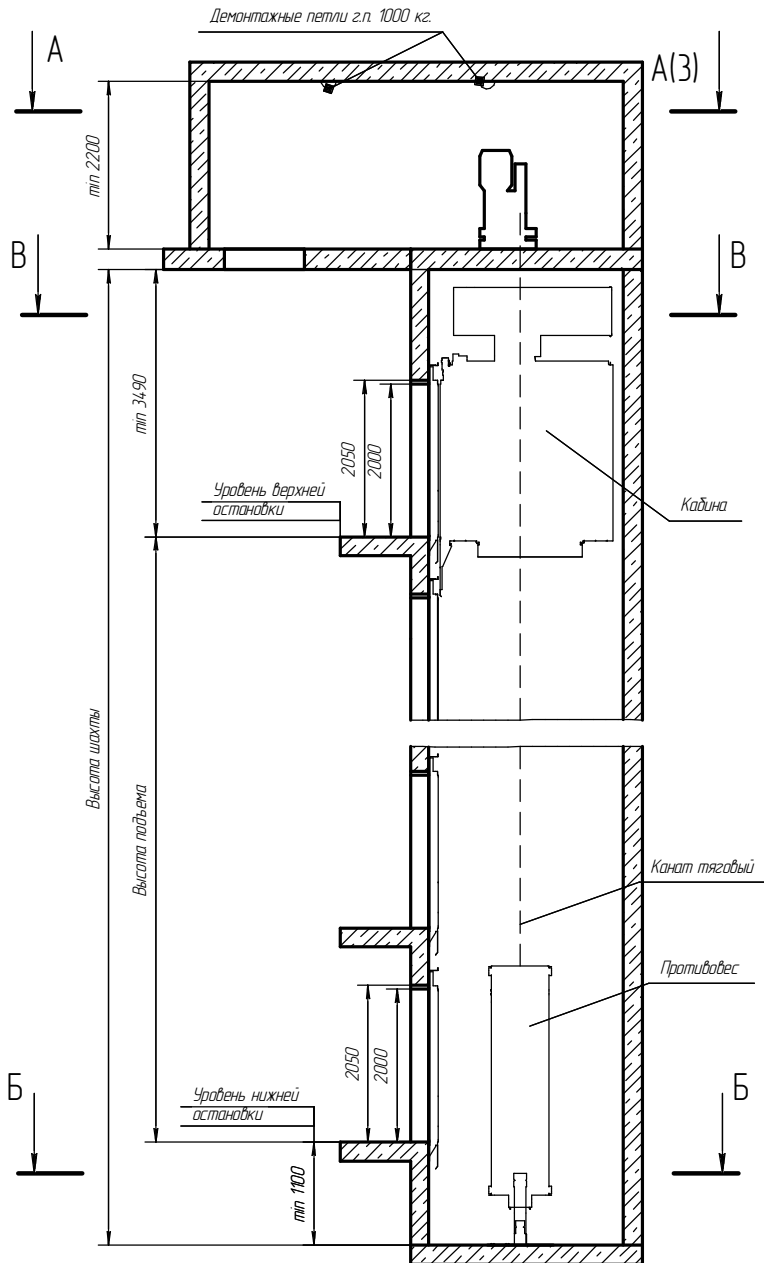 Демонтажные петли г.п. 1000 кг.
А
А(3)
min 2200
В
В
min 3490
2050
2000
Уровень верхней
остановки
Кабина
Высота шахты
Высота подъема
Канат тяговый
Противовес
2050
2000
Б
Б
Уровень нижней
остановки
min 1100